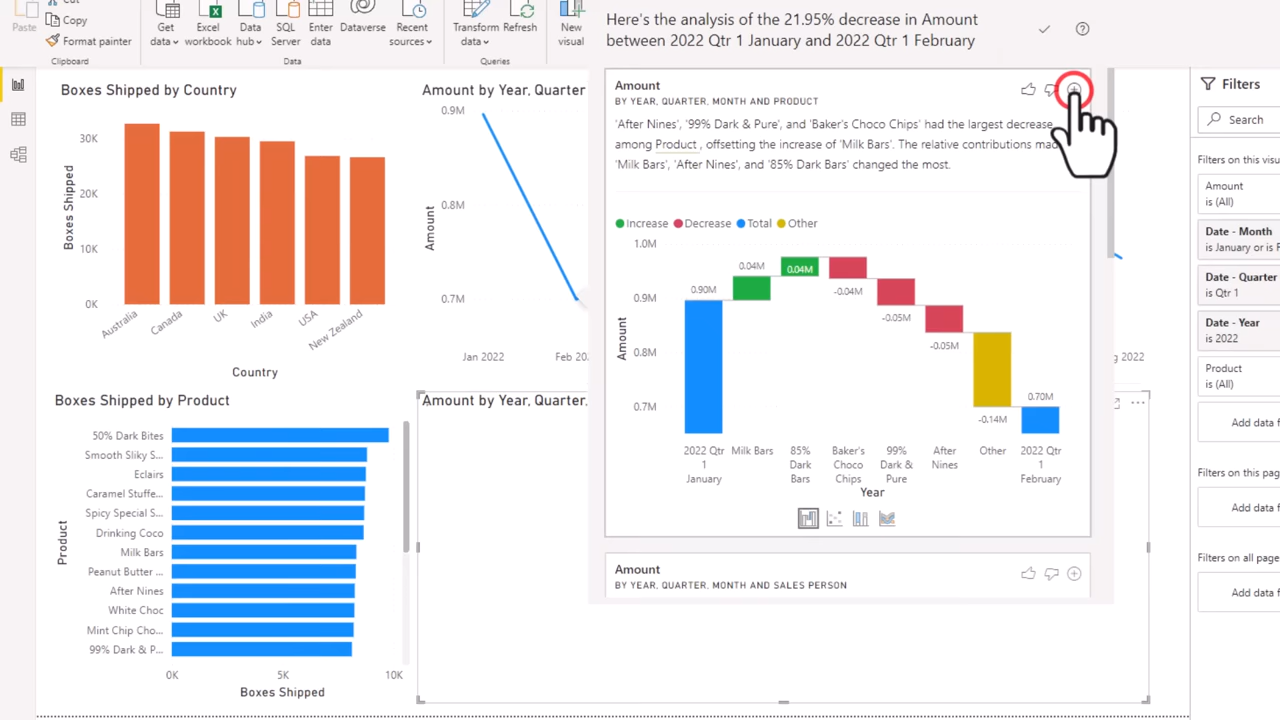 Paste
Cut
Copy
Format painter
Clipboard
Get data
Excel workbook
Data hub
SQL Server
Enter data
Dataverse
Recent sources
Data
Transform data
Refresh
Queries
New visual
Here's the analysis of the 21.95% decrease in Amount
between 2022 Qtr 1 January and 2022 Qtr 1 February
Boxes Shipped by Country
Boxes Shipped
30K
20K
10K
0K
Australia
Canada
UK
India
USA
New Zealand
Country
Amount by Year, Quarter
Amount
0.9M
0.8M
0.7M
Jan 2022
Feb 20
Amount
BY YEAR, QUARTER, MONTH AND PRODUCT
'After Nines', '99% Dark & Pure', and 'Baker's Choco Chips' had the largest decrease
among Product , offsetting the increase of 'Milk Bars'. The relative contributions made
'Milk Bars', 'After Nines', and '85% Dark Bars' changed the most.
Increase Decrease Total Other
Amount
1.0M
0.9M
0.8M
0.7M
0.90M
0.04M
0.04M
-0.04M
-0.05M
-0.05M
-0.14M
0.70M
2022 Qtr 1 January
Milk Bars
85% Dark Bars
Baker's Choco Chips
99% Dark & Pure
After Nines
Other
2022 Qtr 1 February
Year
Amount
BY YEAR, QUARTER, MONTH AND SALES PERSON
g 2022
Boxes Shipped by Product
Product
50% Dark Bites
Smooth Sliky S...
Eclairs
Caramel Stuffe...
Spicy Special S...
Drinking Coco
Milk Bars
Peanut Butter ...
After Nines
White Choc
Mint Chip Cho...
99% Dark & P...
0K
5K
10K
Boxes Shipped
Amount by Year, Quarter,
Filters
Search
Filters on this visu
Amount
is (All)
Date - Month
is January or is F
Date - Quarter
is Qtr 1
Date - Year
is 2022
Product
is (All)
Add data f
Filters on this pag
Add data f
Filters on all page
Add data f